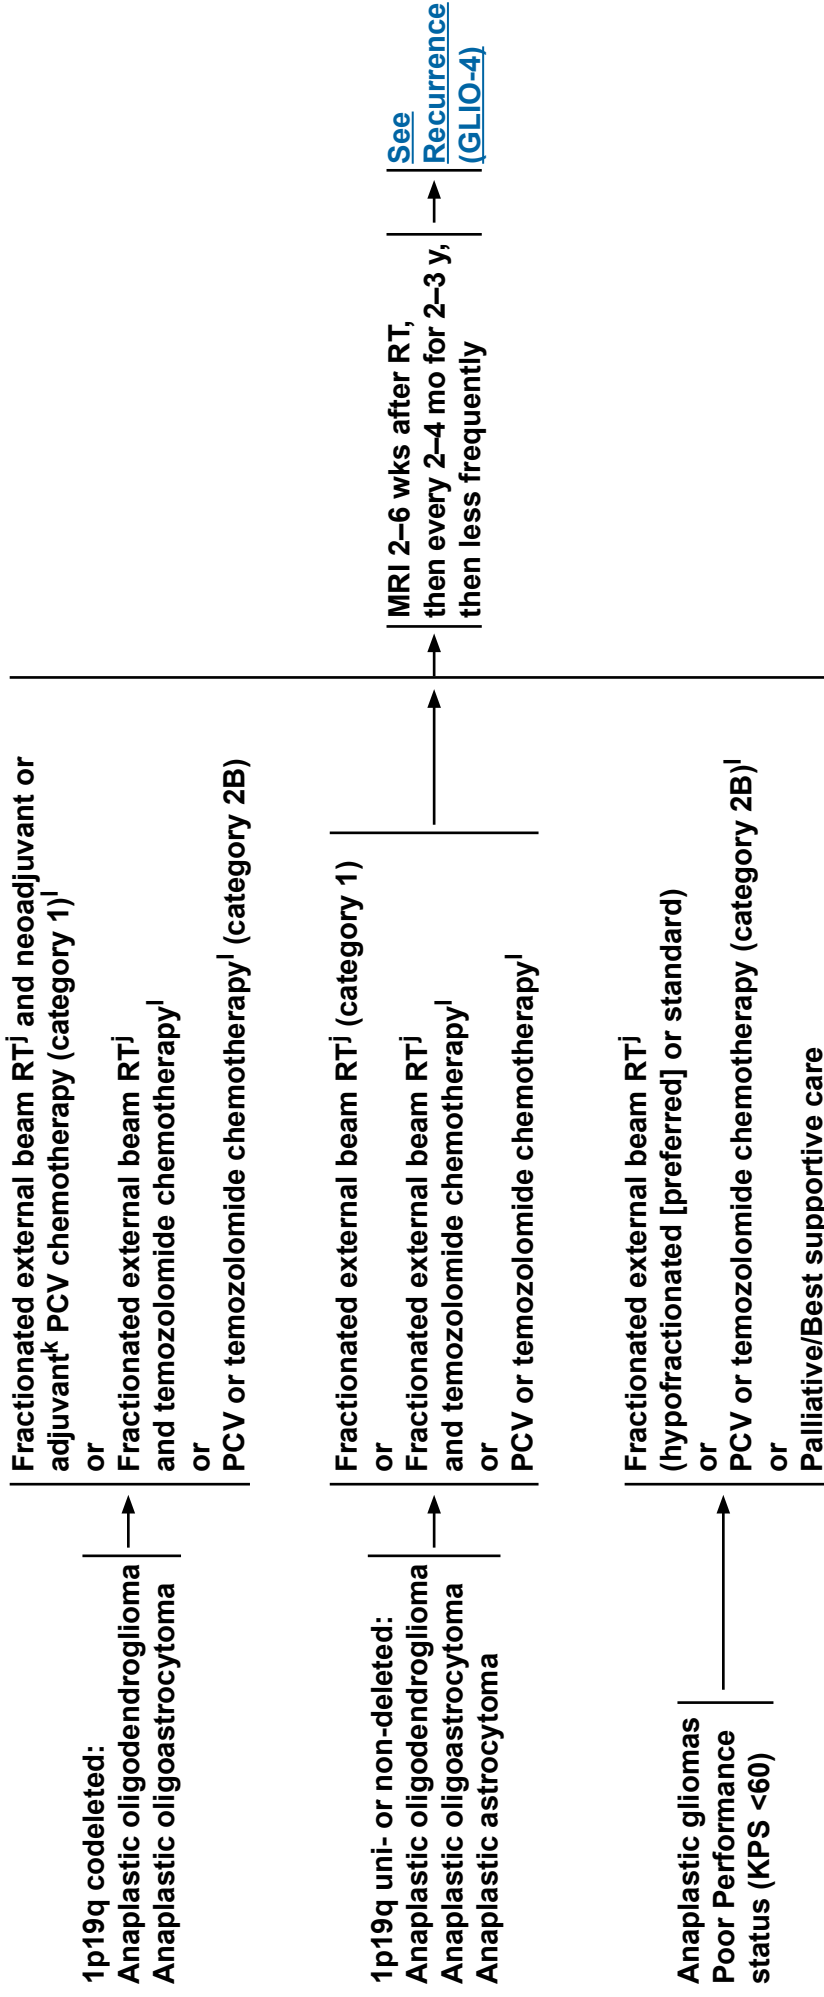 1p19q codeleted:
Anaplastic oligodendroglioma
Anaplastic oligoastrocytoma
Fractionated external beam RTʲ and neoadjuvant or
adjuvantᵏ PCV chemotherapy (category 1)ˡ
or
Fractionated external beam RTʲ
and temozolomide chemotherapyˡ
or
PCV or temozolomide chemotherapyˡ (category 2B)
1p19q uni- or non-deleted:
Anaplastic oligodendroglioma
Anaplastic oligoastrocytoma
Anaplastic astrocytoma
Fractionated external beam RTʲ (category 1)
or
Fractionated external beam RTʲ
and temozolomide chemotherapyˡ
or
PCV or temozolomide chemotherapyˡ
Anaplastic gliomas
Poor Performance
status (KPS <60)
Fractionated external beam RTʲ
(hypofractionated [preferred] or standard)
or
PCV or temozolomide chemotherapy (category 2B)ˡ
or
Palliative/Best supportive care
MRI 2–6 wks after RT,
then every 2–4 mo for 2–3 y,
then less frequently
See
Recurrence
(GLIO-4)